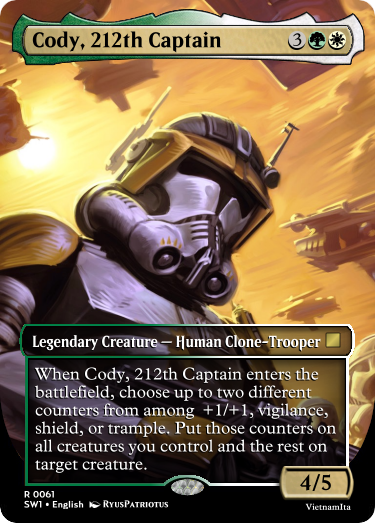 Cody, 212th Captain 3
Legendary Creature — Human Clone-Trooper
When Cody, 212th Captain enters the
battlefield, choose up to two different
counters from among +1/+1, vigilance,
shield, or trample. Put those counters on
all creatures you control and the rest on
target creature.
4/5
R 0061
SW1 • English RyusPatriotus
VietnamIta